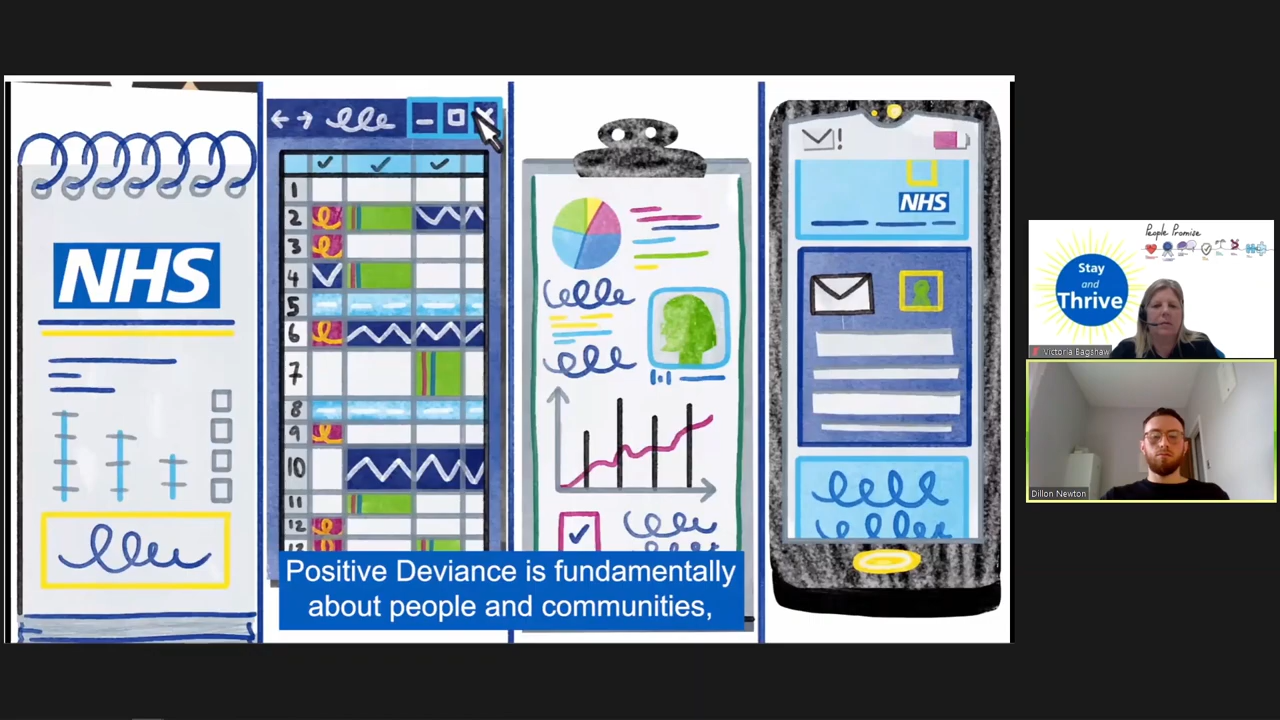 NHS
1
2
3
4
5
6
7
8
9
10
11
12
NHS
Positive Deviance is fundamentally
about people and communities,
People Promise
Stay
and
Thrive
Victoria Bagshaw
Dillon Newton